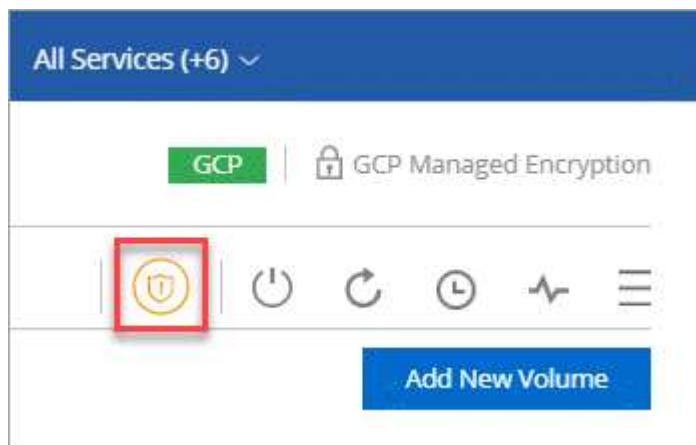 All Services (+6)
GCP
GCP Managed Encryption
Add New Volume